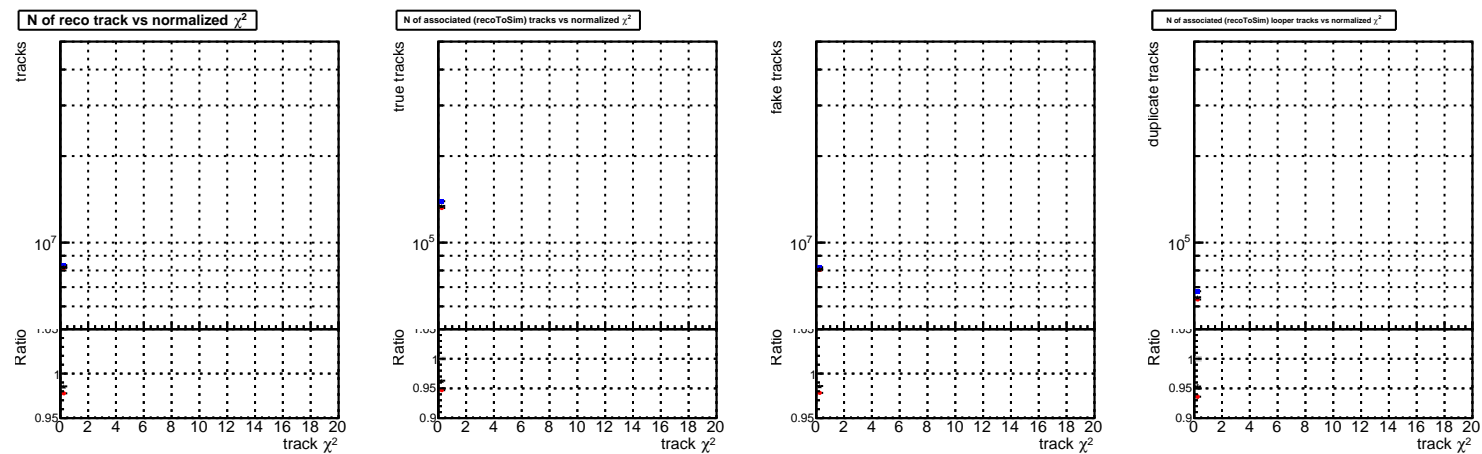 N of reco track vs normalized χ²
tracks
10⁷
Ratio
1
0.95
0 2 4 6 8 10 12 14 16 18 20
track χ²
N of associated (recoToSim) tracks vs normalized χ²
true tracks
10⁵
Ratio
1
0.95
0.9
0 2 4 6 8 10 12 14 16 18 20
track χ²
fake tracks
10⁷
Ratio
1
0.95
0 2 4 6 8 10 12 14 16 18 20
track χ²
N of associated (recoToSim) looper tracks vs normalized χ²
duplicate tracks
10⁵
Ratio
1
0.95
0.9
0 2 4 6 8 10 12 14 16 18 20
track χ²